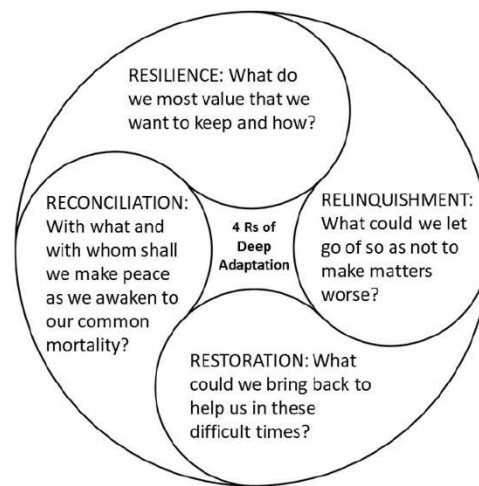 RESILIENCE: What do
we most value that we
want to keep and how?
RELINQUISHMENT:
What could we let
go of so as not to
make matters
worse?
RESTORATION: What
could we bring back to
help us in these
difficult times?
RECONCILIATION:
With what and
with whom shall
we make peace
as we awaken to
our common
mortality?
4 Rs of
Deep
Adaptation